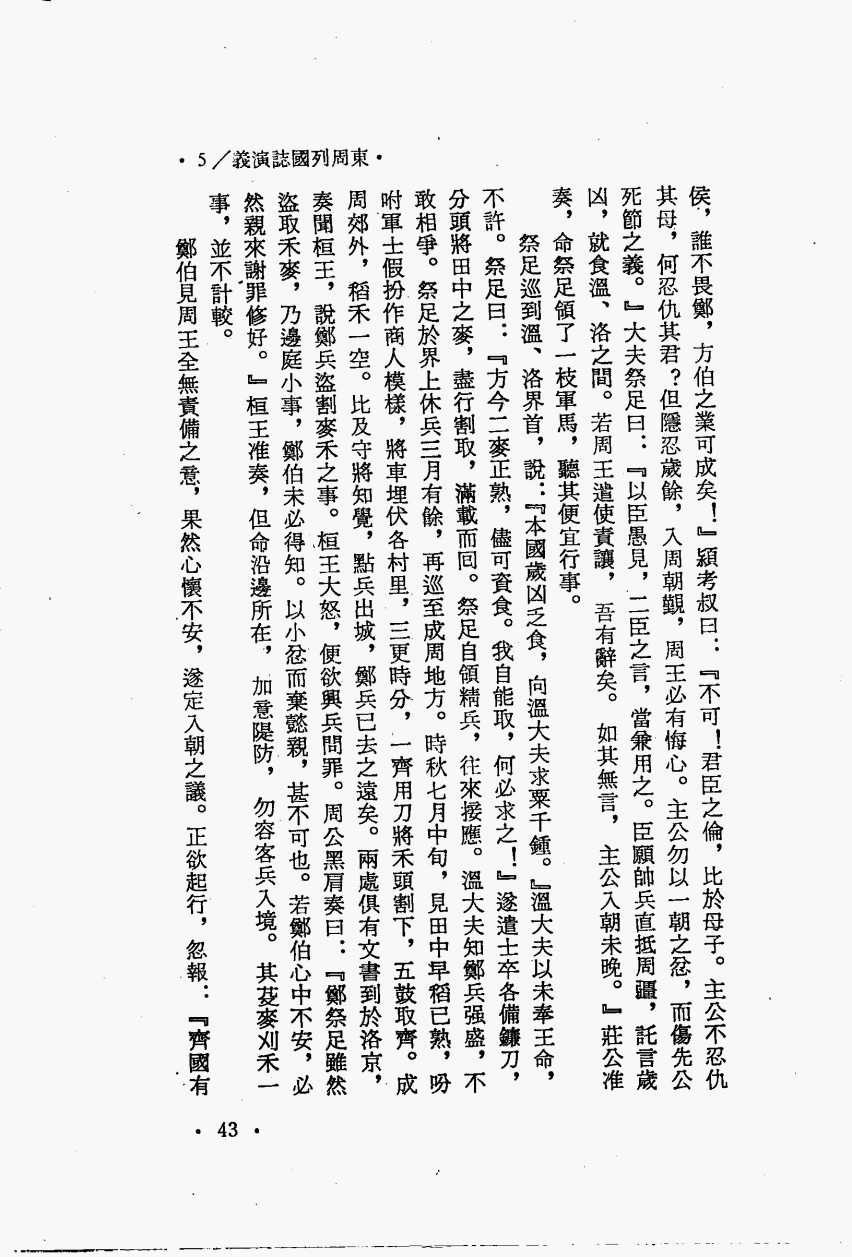 •5／義演誌國列周東•
侯，誰不畏鄭，方伯之業可成矣！』潁考叔曰：『不可！君臣之倫，比於母子。主公不忍仇
其母，何忍仇其君？但隱忍歲餘，入周朝覲，周王必有悔心。主公勿以一朝之忿，而傷先公
死節之義。』大夫祭足曰：『以臣愚見，二臣之言，當兼用之。臣願帥兵直抵周疆，託言歲
凶，就食溫、洛之間。若周王遣使責讓，吾有辭矣。如其無言，主公入朝未晚。』莊公准
奏，命祭足領了一枝軍馬，聽其便宜行事。
祭足巡到溫、洛界首，說：『本國歲凶乏食，向溫大夫求粟千鍾。』溫大夫以未奉王命，
不許。祭足曰：『方今二麥正熟，儘可資食。我自能取，何必求之！』遂遣士卒各備鐮刀，
分頭將田中之麥，盡行割取，滿載而回。祭足自領精兵，往來接應。溫大夫知鄭兵强盛，不
敢相爭。祭足於界上休兵三月有餘，再巡至成周地方。時秋七月中旬，見田中早稻已熟，吩
咐軍士假扮作商人模樣，將車埋伏各村里，三更時分，一齊用刀將禾頭割下，五鼓取齊。成
周郊外，稻禾一空。比及守將知覺，點兵出城，鄭兵已去之遠矣。兩處俱有文書到於洛京，
奏聞桓王，說鄭兵盜割麥禾之事。桓王大怒，便欲興兵問罪。周公黑肩奏曰：『鄭祭足雖然
盜取禾麥，乃邊庭小事，鄭伯未必得知。以小忿而棄懿親，甚不可也。若鄭伯心中不安，必
然親來謝罪修好。』桓王准奏，但命沿邊所在，加意隄防，勿容客兵入境。其芟麥刈禾一
事，並不計較。
鄭伯見周王全無責備之意，果然心懷不安，遂定入朝之議。正欲起行，忽報：『齊國有
•43•